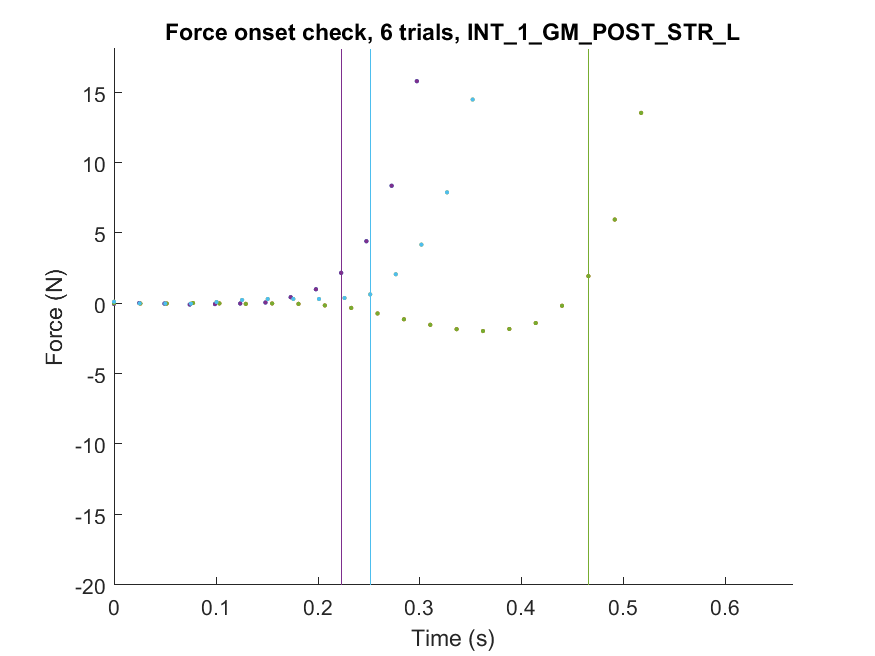 Force onset check, 6 trials, INT_1_GM_POST_STR_L
15
10
5
0
-5
-10
-15
-20
Force (N)
0 0.1 0.2 0.3 0.4 0.5 0.6
Time (s)